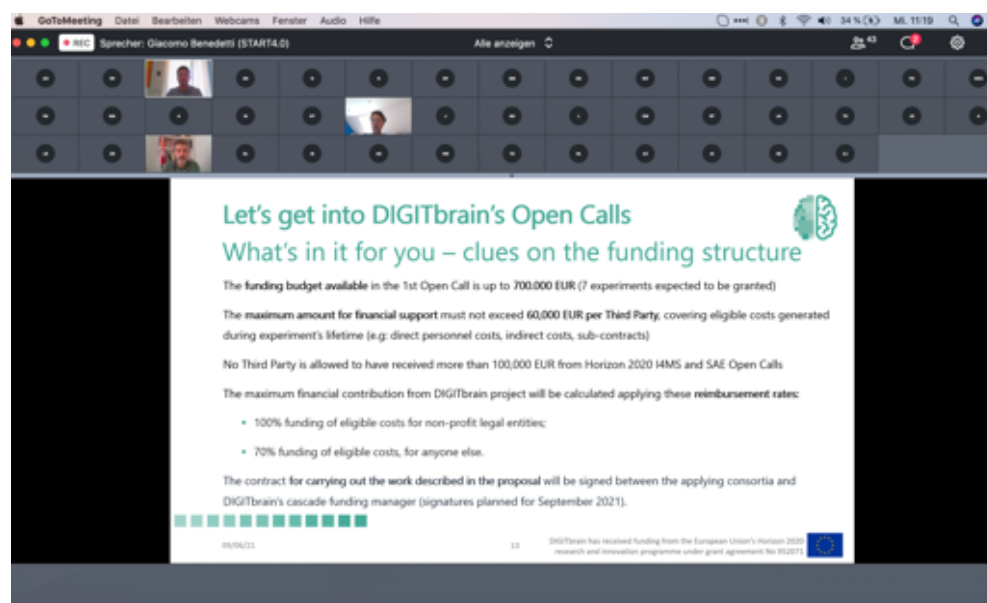 GoToMeeting Datei Bearbeiten Webcams Fenster Audio Hilfe 34 % Mi. 11:19
REC Sprecher: Giacomo Benedetti (START4.0) Alle anzeigen 43 2
Let's get into DIGITbrain's Open Calls
What's in it for you – clues on the funding structure
The funding budget available in the 1st Open Call is up to 700.000 EUR (7 experiments expected to be granted)
The maximum amount for financial support must not exceed 60,000 EUR per Third Party, covering eligible costs generated
during experiment's lifetime (e.g: direct personnel costs, indirect costs, sub-contracts)
No Third Party is allowed to have received more than 100,000 EUR from Horizon 2020 I4MS and SAE Open Calls
The maximum financial contribution from DIGITbrain project will be calculated applying these reimbursement rates:
• 100% funding of eligible costs for non-profit legal entities;
• 70% funding of eligible costs, for anyone else.
The contract for carrying out the work described in the proposal will be signed between the applying consortia and
DIGITbrain's cascade funding manager (signatures planned for September 2021).
09/06/21 13 DIGITbrain has received funding from the European Union's Horizon 2020
research and innovation programme under grant agreement No 952071